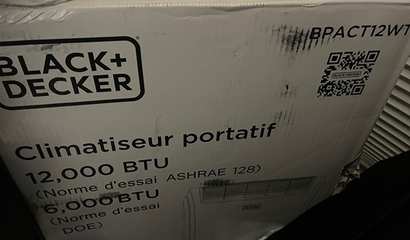 BPACT12WT
BLACK+
DECKER
Climatiseur portatif
12,000 BTU
(Norme d'essai ASHRAE 128)
6,000 BTU
(Norme d'essai
DOE)